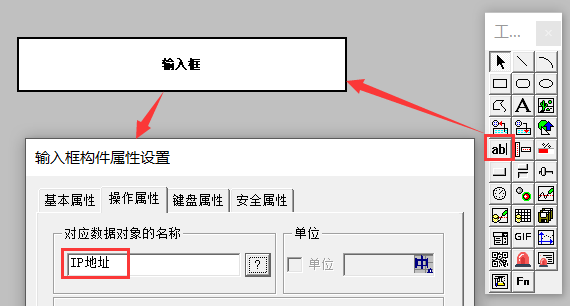 工...
×
输入框
输入框构件属性设置
基本属性 操作属性 键盘属性 安全属性
对应数据对象的名称
IP地址
?
单位
单位
中
A
ab|
GIF
Fn